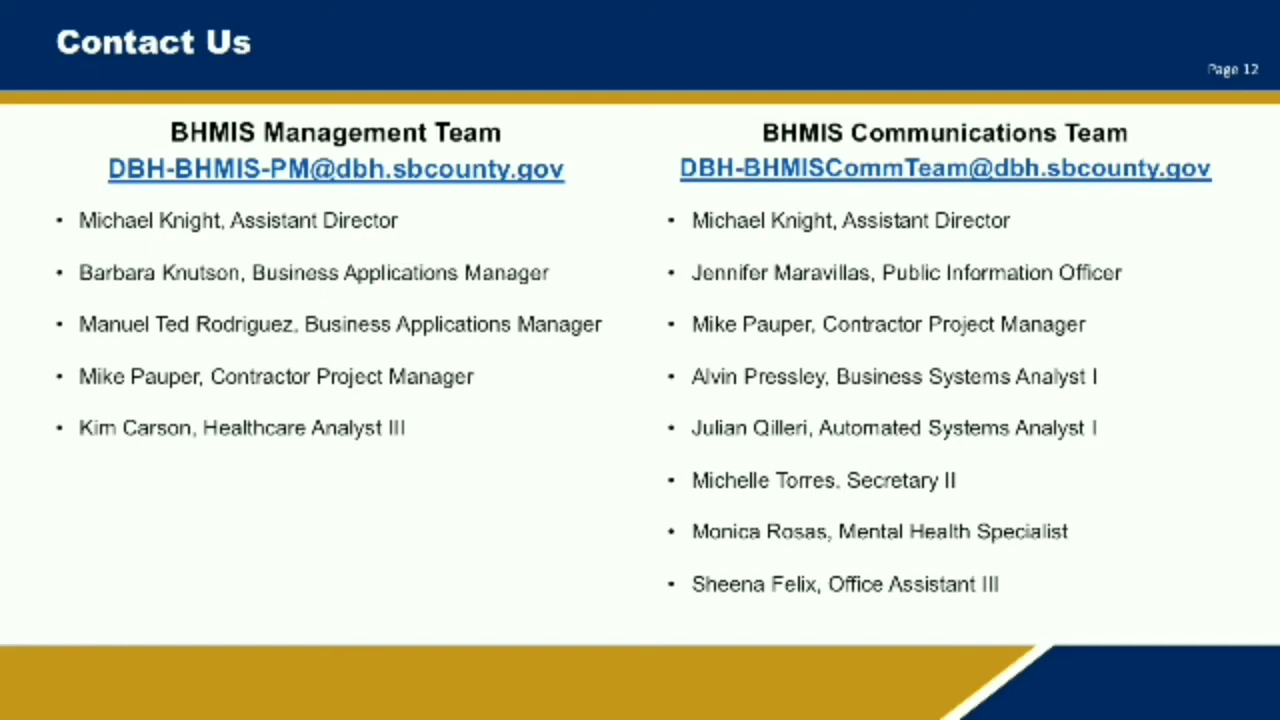 Contact Us
Page 12
BHMIS Management Team
DBH-BHMIS-PM@dbh.sbcounty.gov
• Michael Knight, Assistant Director
• Barbara Knutson, Business Applications Manager
• Manuel Ted Rodriguez, Business Applications Manager
• Mike Pauper, Contractor Project Manager
• Kim Carson, Healthcare Analyst III
BHMIS Communications Team
DBH-BHMISCommTeam@dbh.sbcounty.gov
• Michael Knight, Assistant Director
• Jennifer Maravillas, Public Information Officer
• Mike Pauper, Contractor Project Manager
• Alvin Pressley, Business Systems Analyst I
• Julian Qilleri, Automated Systems Analyst I
• Michelle Torres, Secretary II
• Monica Rosas, Mental Health Specialist
• Sheena Felix, Office Assistant III